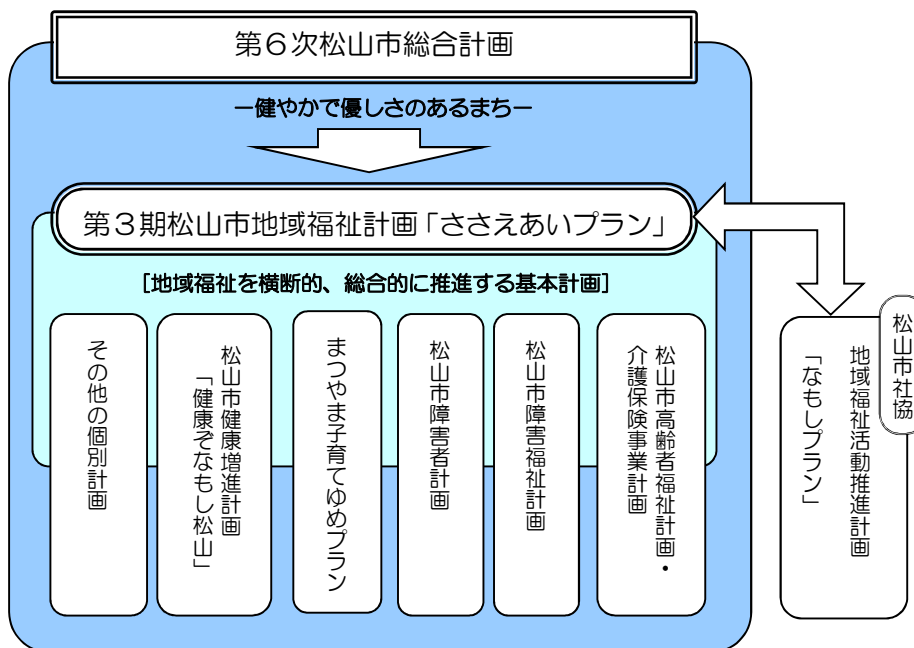 第６次松山市総合計画
－健やかで優しさのあるまち－
第３期松山市地域福祉計画「ささえあいプラン」
［地域福祉を横断的、総合的に推進する基本計画］
松山市社協
地域福祉活動推進計画
「なもしプラン」
松山市高齢者福祉計画・
介護保険事業計画
松山市障害福祉計画
松山市障害者計画
まつやま子育てゆめプラン
松山市健康増進計画
「健康ぞなもし松山」
その他の個別計画